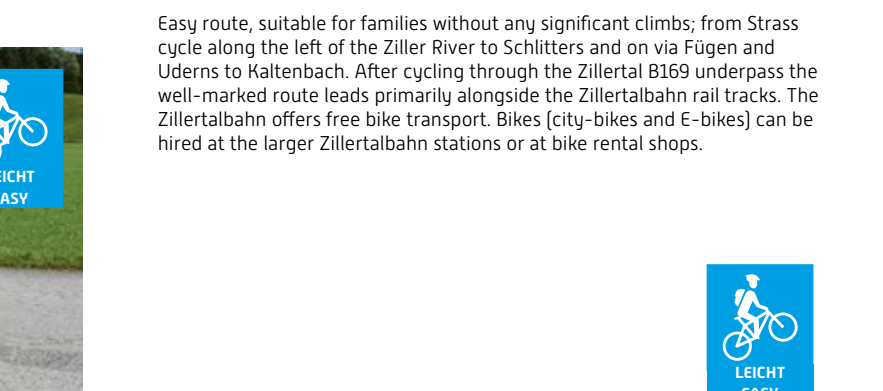 Easy route, suitable for families without any significant climbs; from Strass
cycle along the left of the Ziller River to Schlitters and on via Fügen and
Uderns to Kaltenbach. After cycling through the Zillertal B169 underpass the
well-marked route leads primarily alongside the Zillertalbahn rail tracks. The
Zillertalbahn offers free bike transport. Bikes (city-bikes and E-bikes) can be
hired at the larger Zillertalbahn stations or at bike rental shops.
EICHT
ASY
LEICHT
EASY